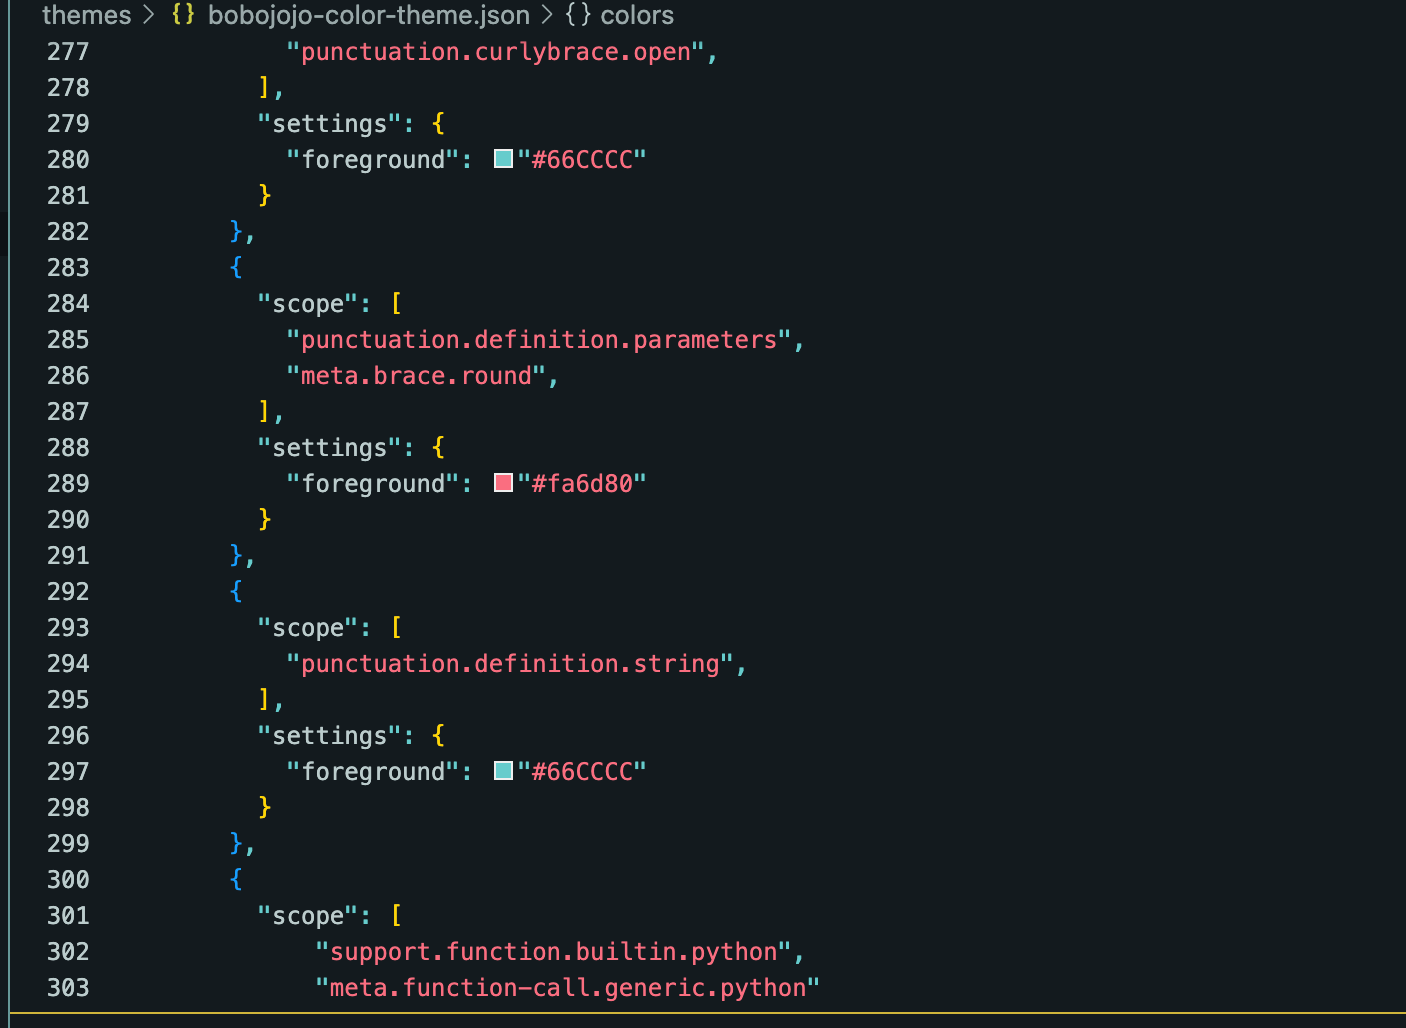 themes > {} bobojojo-color-theme.json > {} colors
277 "punctuation.curlybrace.open",
278 ],
279 "settings": {
280 "foreground": "#66CCCC"
281 }
282 },
283 {
284 "scope": [
285 "punctuation.definition.parameters",
286 "meta.brace.round",
287 ],
288 "settings": {
289 "foreground": "#fa6d80"
290 }
291 },
292 {
293 "scope": [
294 "punctuation.definition.string",
295 ],
296 "settings": {
297 "foreground": "#66CCCC"
298 }
299 },
300 {
301 "scope": [
302 "support.function.builtin.python",
303 "meta.function-call.generic.python"